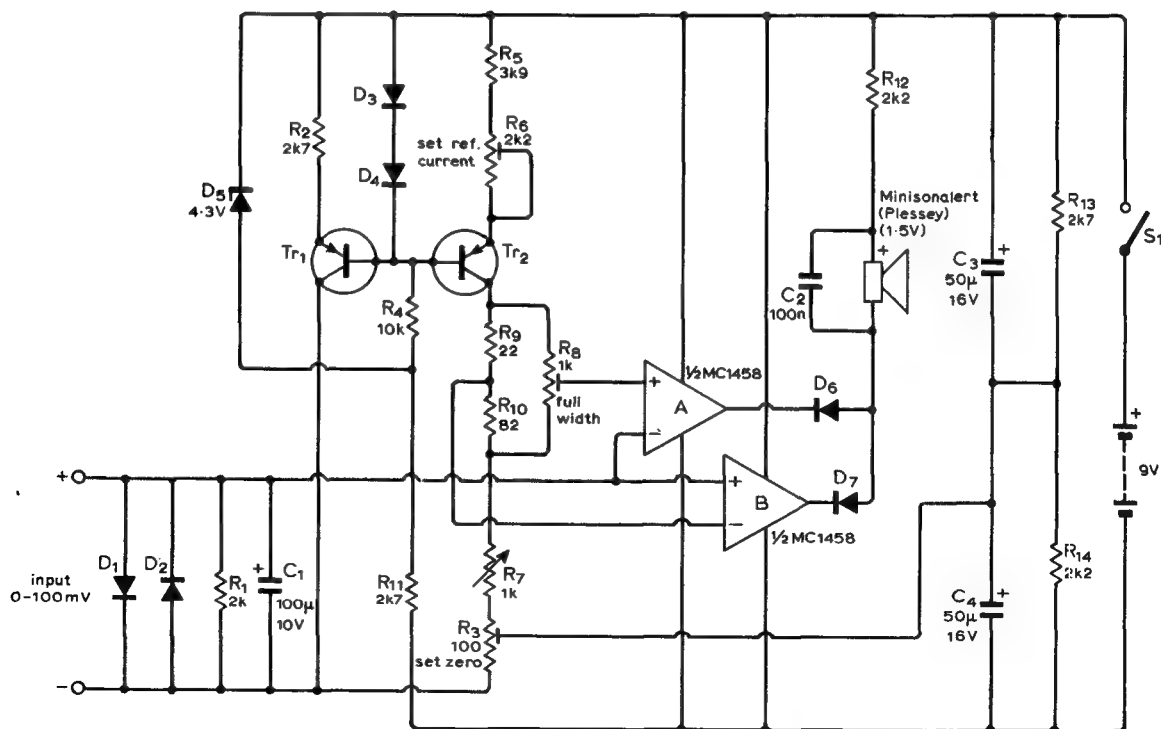 R5
3k9
R12
2k2
D3
R2
2k7
R6
2k2
set ref.
current
D4
D5
4·3V
Minisonalert
(Plessey)
(1·5V)
+
R13
2k7
S1
Tr1
Tr2
C3
50μ
16V
+
C2
100n
R4
10k
R9
22
R8
1k
full
width
½MC1458
R10
82
+
−
A
D6
+
9V
+
−
B
D7
½MC1458
+
D1
D2
R1
2k
+
C1
100μ
10V
input
0-100mV
R11
2k7
R7
1k
R14
2k2
C4
50μ
16V
+
R3
100
set zero
−